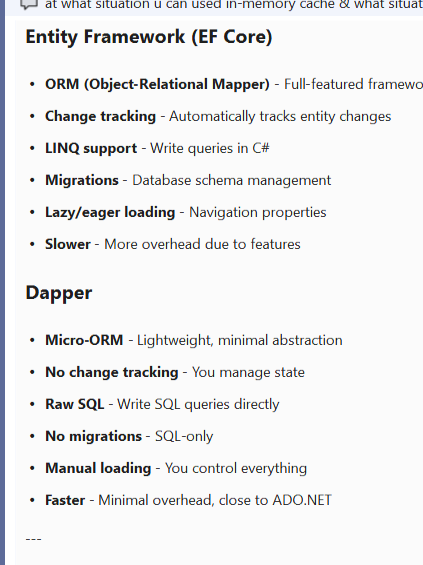 at what situation u can used in-memory cache & what
Entity Framework (EF Core)
• ORM (Object-Relational Mapper) - Full-featured
• Change tracking - Automatically tracks entity changes
• LINQ support - Write queries in C#
• Migrations - Database schema management
• Lazy/eager loading - Navigation properties
• Slower - More overhead due to features
Dapper
• Micro-ORM - Lightweight, minimal abstraction
• No change tracking - You manage state
• Raw SQL - Write SQL queries directly
• No migrations - SQL-only
• Manual loading - You control everything
• Faster - Minimal overhead, close to ADO.NET
---